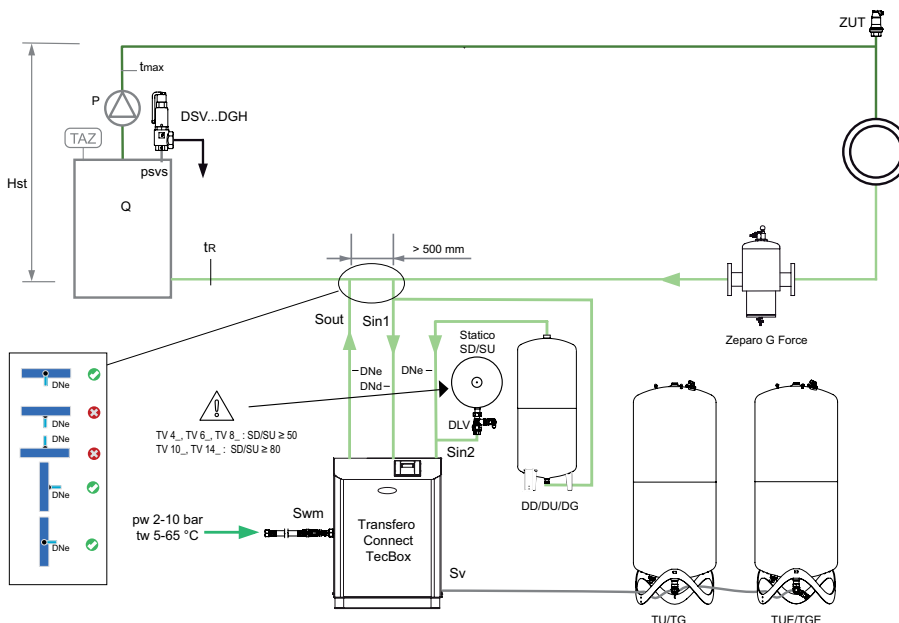 ZUT
tmax
P
DSV...DGH
TAZ
psvs
Hst
Q
tR
> 500 mm
Sout
Sin1
Zeparo G Force
Statico
SD/SU
DNe
DNd
DNe
DLV
Sin2
DD/DU/DG
DNe
DNe
DNe
DNe
DNe
!
TV 4_, TV 6_, TV 8_ : SD/SU ≥ 50
TV 10_, TV 14_ : SD/SU ≥ 80
pw 2-10 bar
tw 5-65 °C
Swm
Transfero
Connect
TecBox
Sv
TU/TG
TUE/TGE